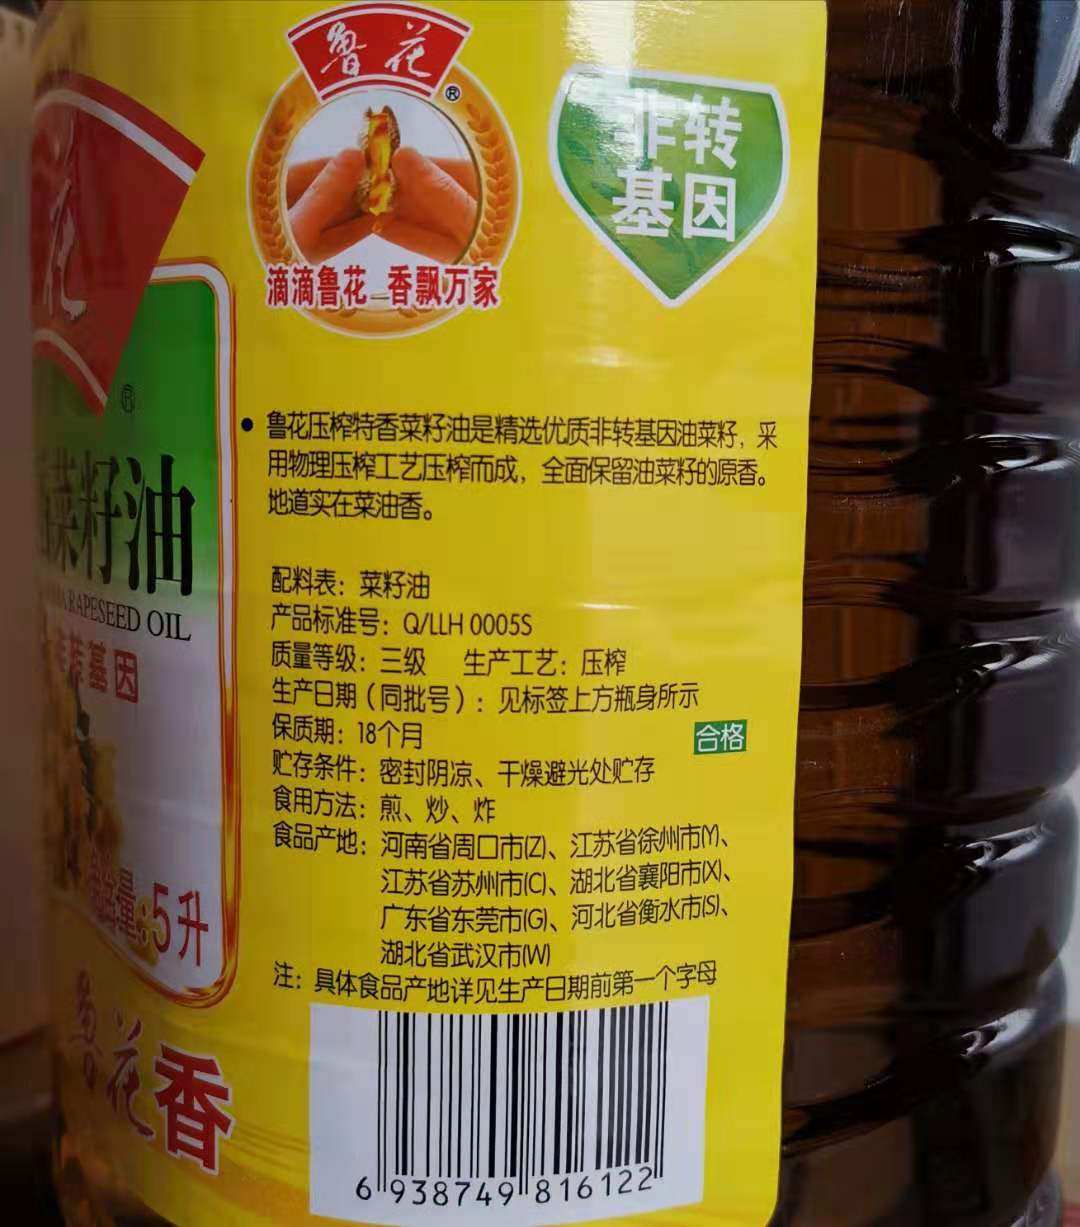 鲁花
®
滴滴鲁花 香飘万家
非转
基因
花
®
菜籽油
RAPESEED OIL
转基因
量:5升
鲁花香
鲁花压榨特香菜籽油是精选优质非转基因油菜籽，采
用物理压榨工艺压榨而成，全面保留油菜籽的原香。
地道实在菜油香。
配料表：菜籽油
产品标准号：Q/LLH 0005S
质量等级：三级 生产工艺：压榨
生产日期（同批号）：见标签上方瓶身所示
保质期：18个月
合格
贮存条件：密封阴凉、干燥避光处贮存
食用方法：煎、炒、炸
食品产地：河南省周口市(Z)、江苏省徐州市(Y)、
江苏省苏州市(C)、湖北省襄阳市(X)、
广东省东莞市(G)、河北省衡水市(S)、
湖北省武汉市(W)
注：具体食品产地详见生产日期前第一个字母
6 938749 816122